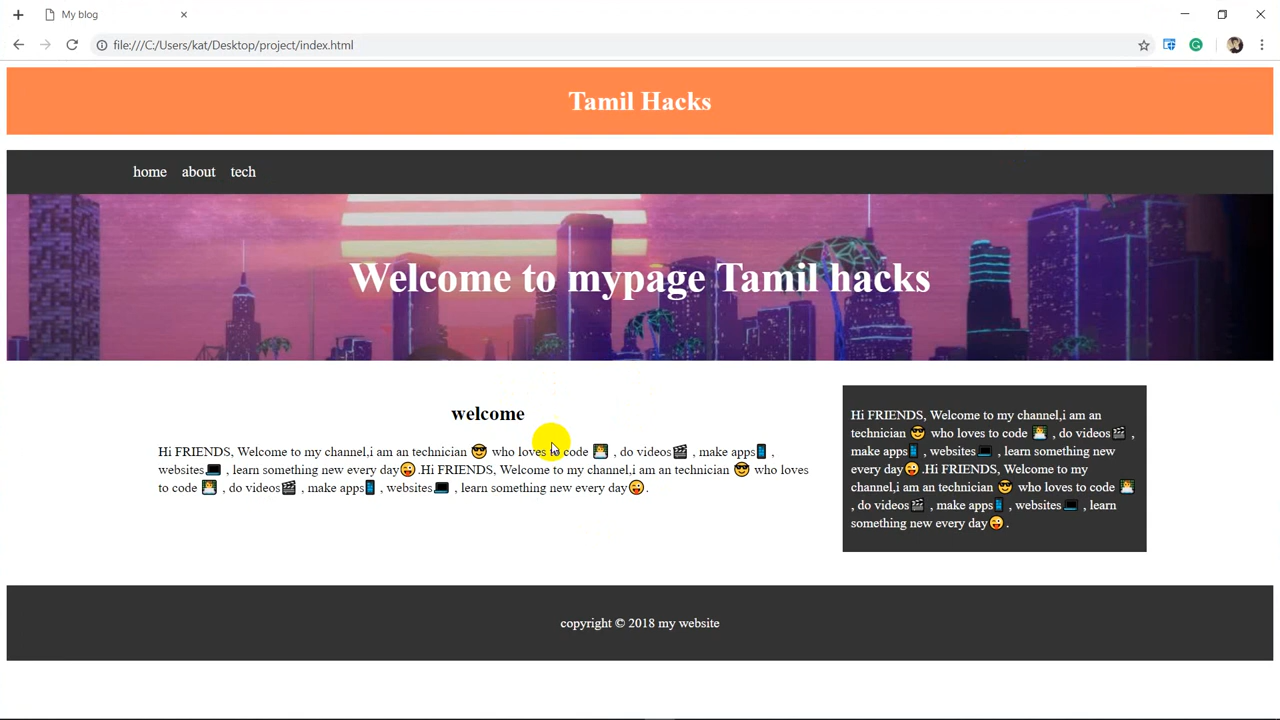 My blog
file:///C:/Users/kat/Desktop/project/index.html
Tamil Hacks
home about tech
Welcome to mypage Tamil hacks
welcome
Hi FRIENDS, Welcome to my channel,i am an technician 😎 who loves to code 👨‍💻 , do videos🎬 , make apps📱 ,
websites💻 , learn something new every day😜.Hi FRIENDS, Welcome to my channel,i am an technician 😎 who loves
to code 👨‍💻 , do videos🎬 , make apps📱 , websites💻 , learn something new every day😜.
Hi FRIENDS, Welcome to my channel,i am an
technician 😎 who loves to code 👨‍💻 , do videos🎬 ,
make apps📱 , websites💻 , learn something new
every day😜.Hi FRIENDS, Welcome to my
channel,i am an technician 😎 who loves to code 👨‍💻
, do videos🎬 , make apps📱 , websites💻 , learn
something new every day😜.
copyright © 2018 my website